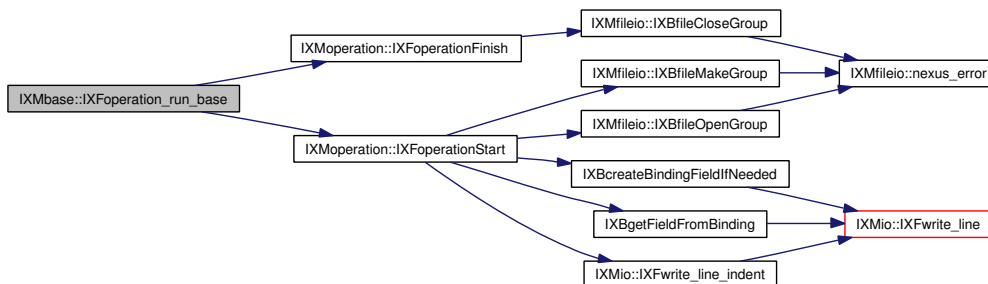 IXMfileio::IXBfileCloseGroup
IXMoperation::IXFoperationFinish
IXMfileio::IXBfileMakeGroup
IXMfileio::nexus_error
IXMbase::IXFoperation_run_base
IXMfileio::IXBfileOpenGroup
IXMoperation::IXFoperationStart
IXBcreateBindingFieldIfNeeded
IXBgetFieldFromBinding
IXMio::IXFwrite_line
IXMio::IXFwrite_line_indent